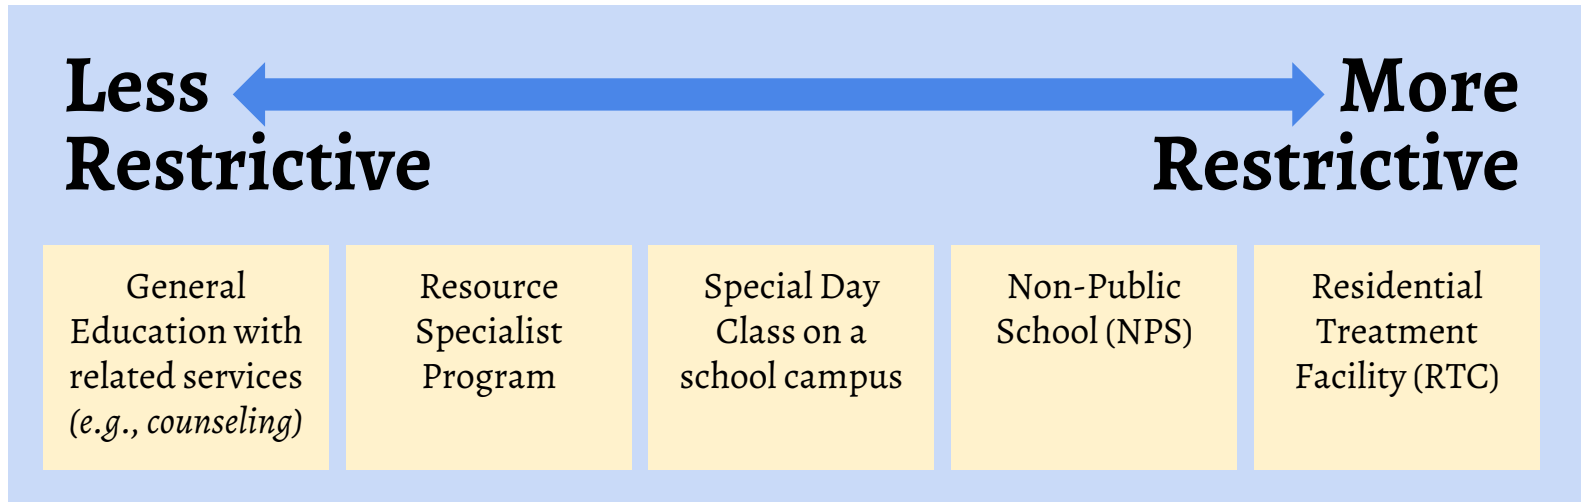 Less
Restrictive
More
Restrictive
General
Education with
related services
(e.g., counseling)
Resource
Specialist
Program
Special Day
Class on a
school campus
Non-Public
School (NPS)
Residential
Treatment
Facility (RTC)